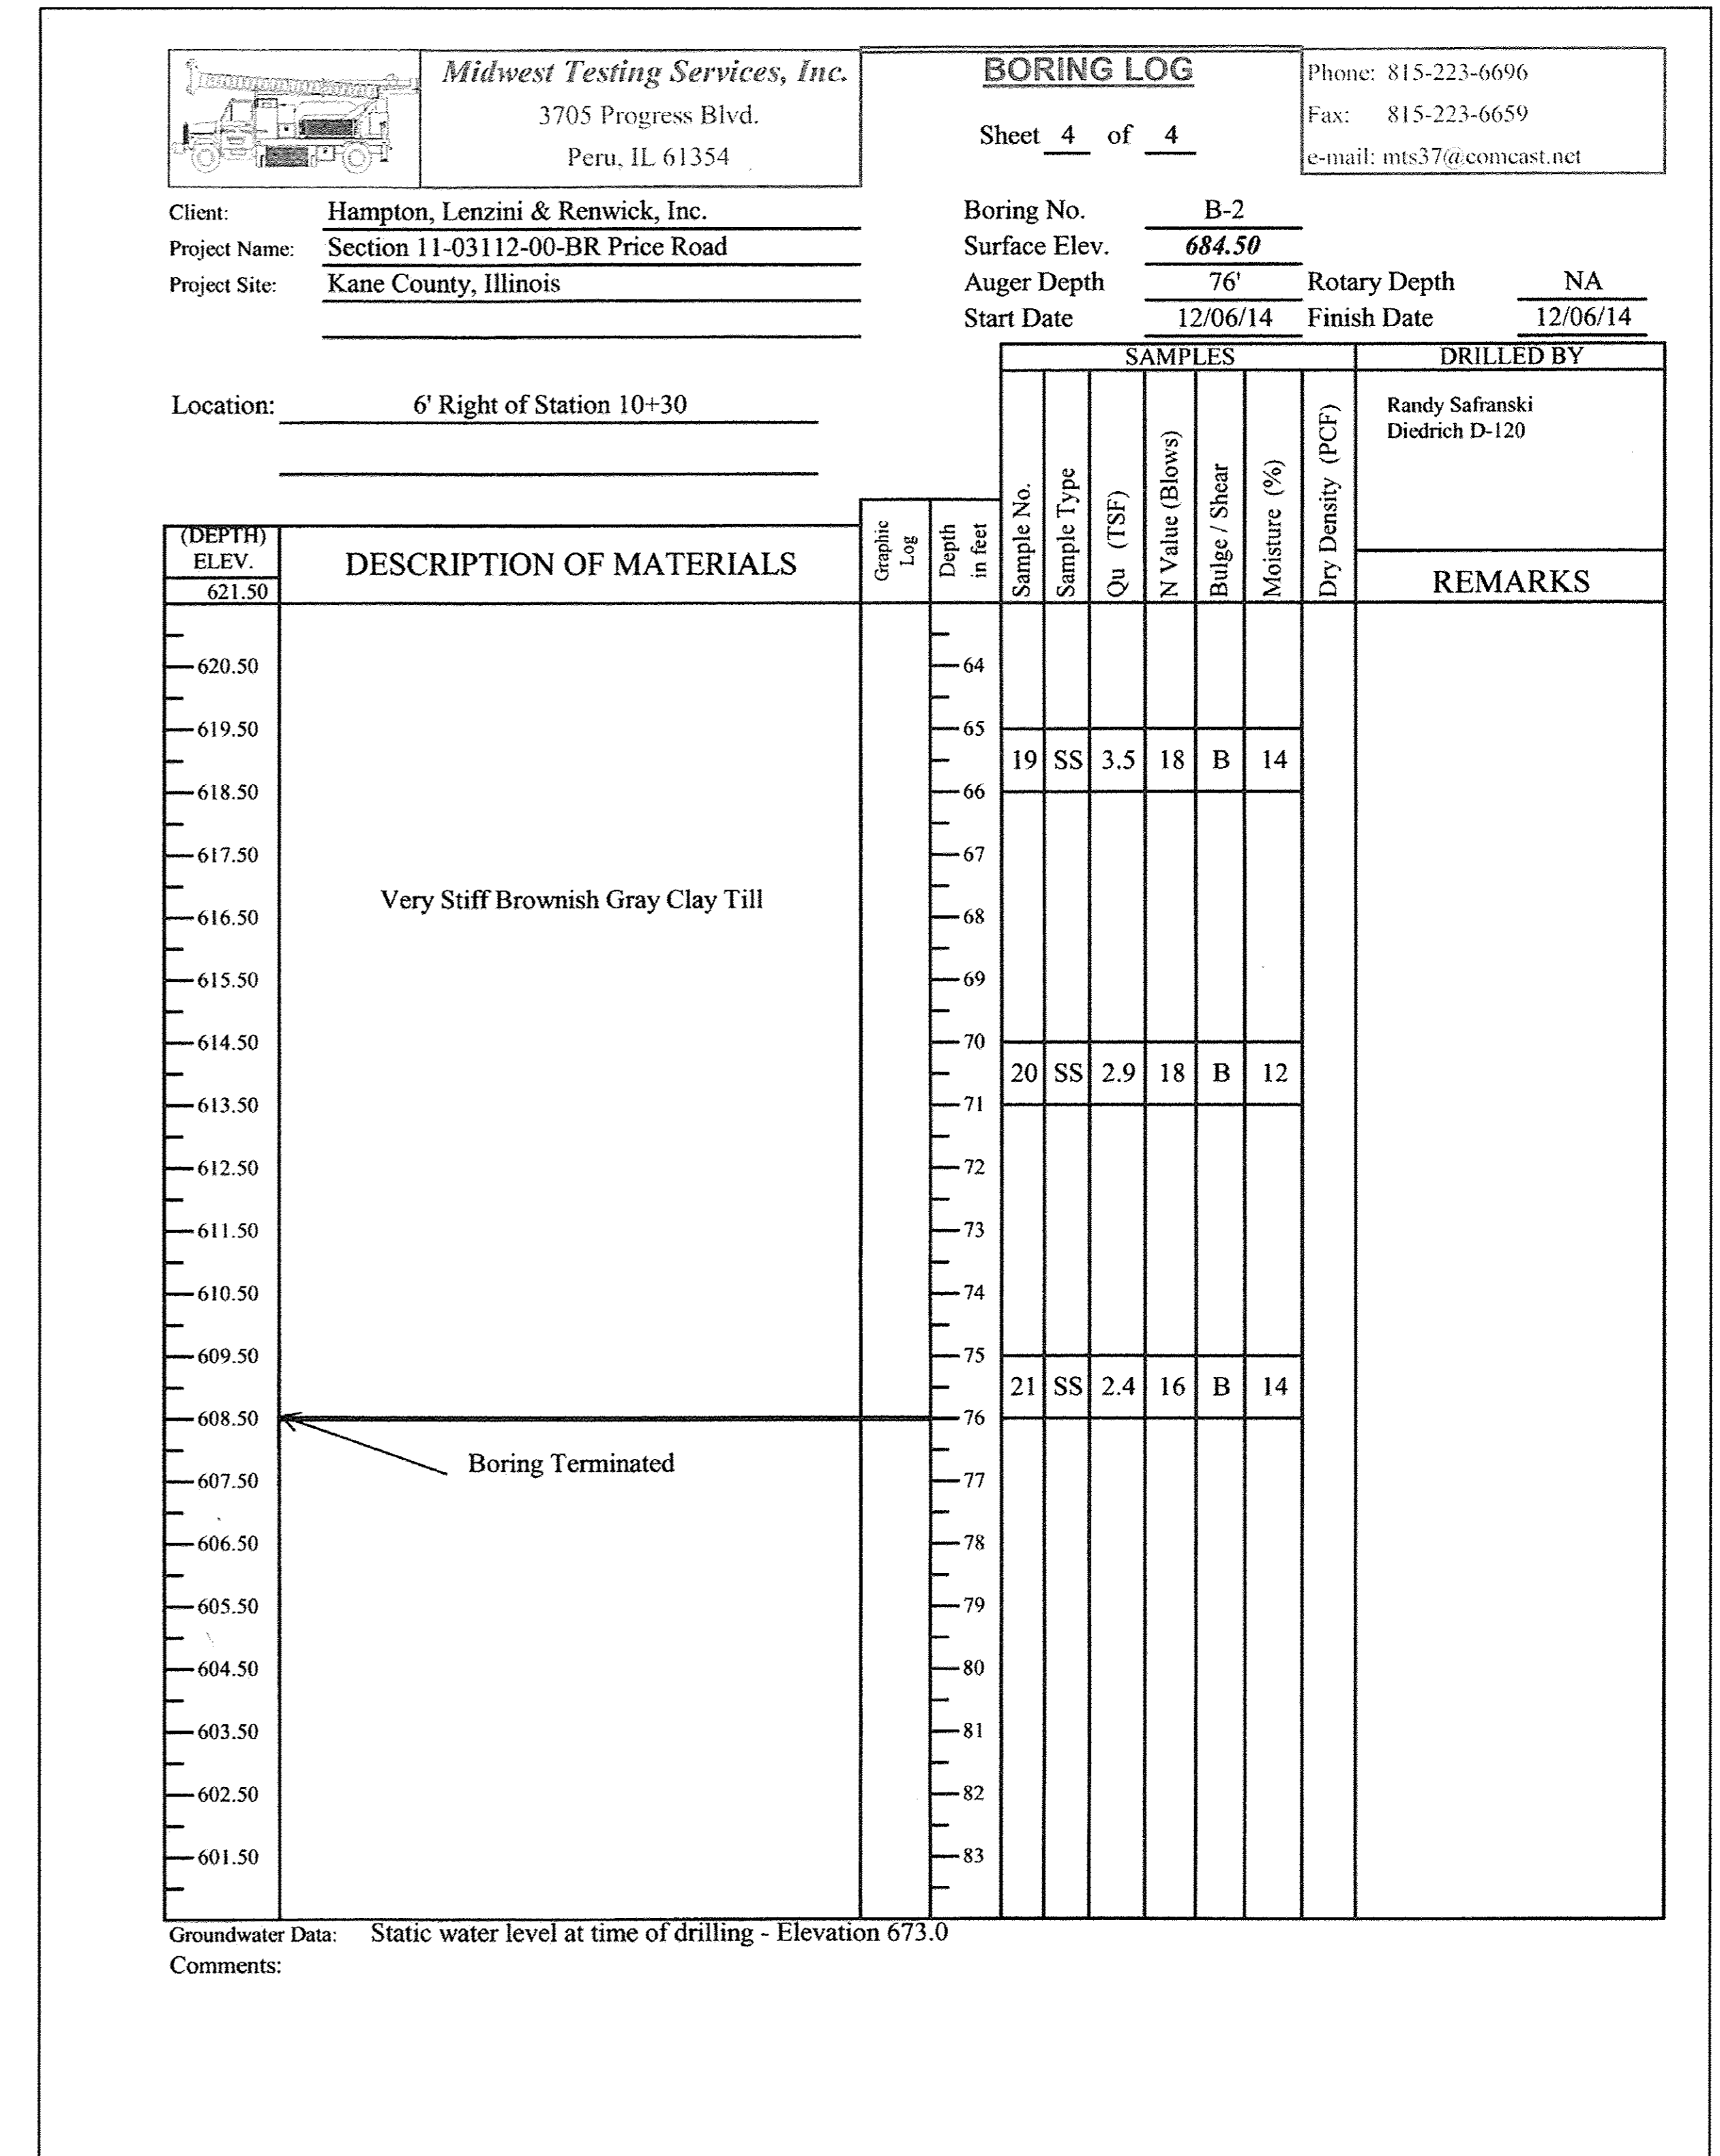 Midwest Testing Services, Inc.
3705 Progress Blvd.
Peru, IL 61354
BORING LOG
Sheet 4 of 4
Phone: 815-223-6696
Fax: 815-223-6659
e-mail: mts37@comcast.net
Client: Hampton, Lenzini & Renwick, Inc.
Project Name: Section 11-03112-00-BR Price Road
Project Site: Kane County, Illinois
Boring No. B-2
Surface Elev. 684.50
Auger Depth 76' Rotary Depth NA
Start Date 12/06/14 Finish Date 12/06/14
Location: 6' Right of Station 10+30
SAMPLES
DRILLED BY
Randy Safranski
Diedrich D-120
(DEPTH)
ELEV.
621.50
DESCRIPTION OF MATERIALS
Graphic
Log
Depth
in feet
Sample No.
Sample Type
Qu (TSF)
N Value (Blows)
Bulge / Shear
Moisture (%)
Dry Density (PCF)
REMARKS
620.50 64
619.50 65
19 SS 3.5 18 B 14
618.50 66
617.50 67
Very Stiff Brownish Gray Clay Till
616.50 68
615.50 69
614.50 70
20 SS 2.9 18 B 12
613.50 71
612.50 72
611.50 73
610.50 74
609.50 75
21 SS 2.4 16 B 14
608.50 76
Boring Terminated
607.50 77
606.50 78
605.50 79
604.50 80
603.50 81
602.50 82
601.50 83
Groundwater Data: Static water level at time of drilling - Elevation 673.0
Comments: